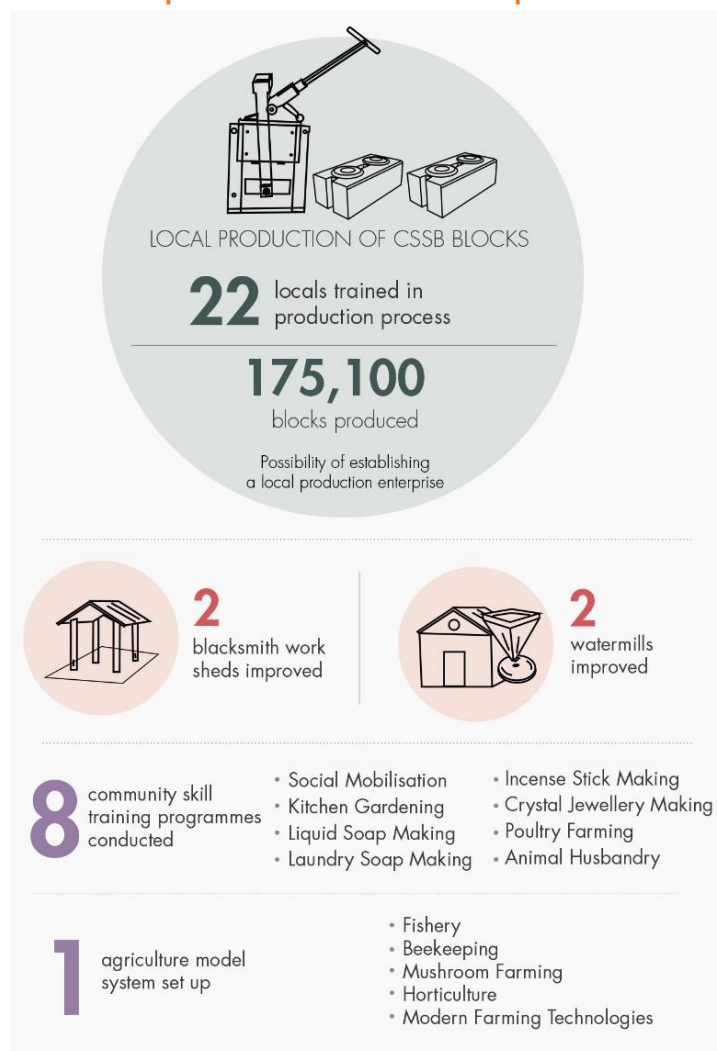 LOCAL PRODUCTION OF CSSB BLOCKS
22 locals trained in
production process
175,100
blocks produced
Possibility of establishing
a local production enterprise
2
blacksmith work
sheds improved
2
watermills
improved
8 community skill
training programmes
conducted
• Social Mobilisation
• Kitchen Gardening
• Liquid Soap Making
• Laundry Soap Making
• Incense Stick Making
• Crystal Jewellery Making
• Poultry Farming
• Animal Husbandry
1 agriculture model
system set up
• Fishery
• Beekeeping
• Mushroom Farming
• Horticulture
• Modern Farming Technologies